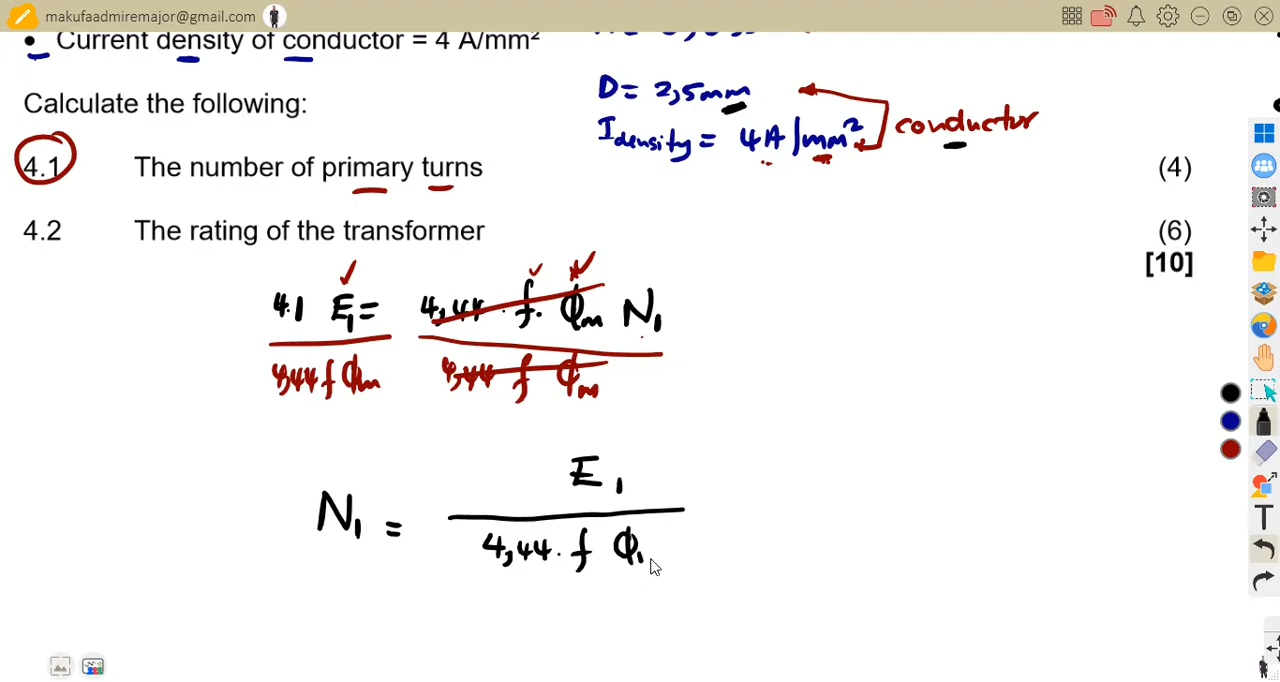 makufaadmiremajor@gmail.com
• Current density of conductor = 4 A/mm²
D = 2,5mm
Calculate the following:
I density = 4A/mm² conductor
4.1 The number of primary turns (4)
4.2 The rating of the transformer (6)
[10]
4.1 E₁ = 4,44 . f . ϕm N₁
4,44 f ϕm 4,44 f ϕm
E₁
N₁ =
4,44 . f ϕ
T